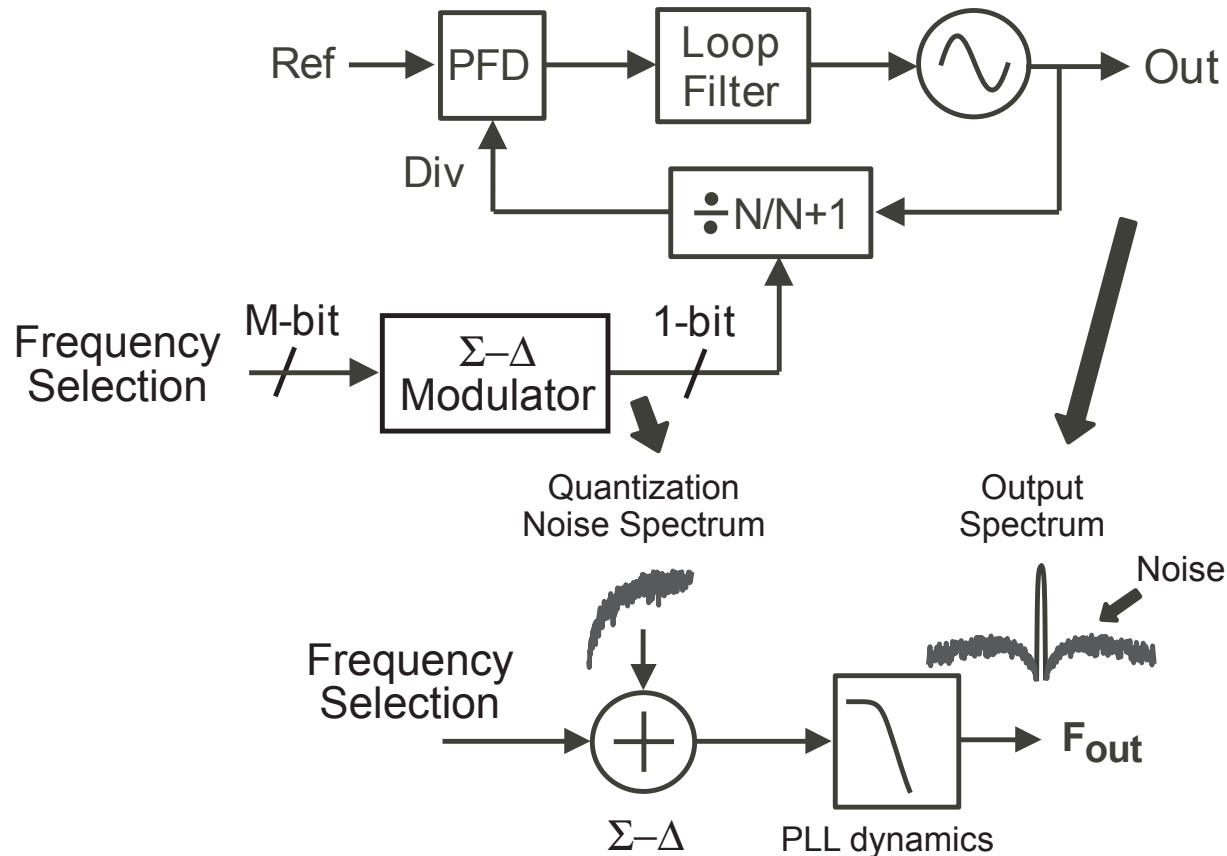 Ref
PFD
Loop
Filter
Out
Div
÷ N/N+1
M-bit
1-bit
Frequency
Selection
Σ–Δ
Modulator
Quantization
Noise Spectrum
Output
Spectrum
Noise
Frequency
Selection
Fout
Σ–Δ
PLL dynamics